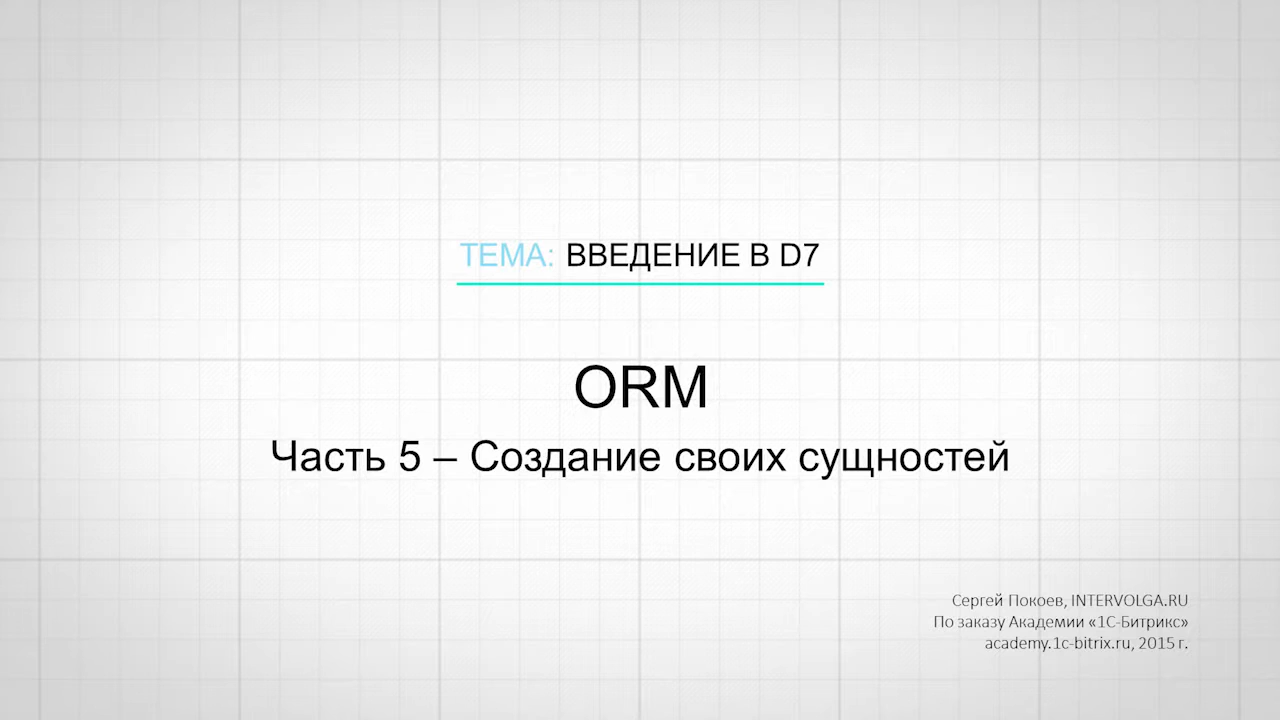 ТЕМА: ВВЕДЕНИЕ В D7
ORM
Часть 5 – Создание своих сущностей
Сергей Покоев, INTERVOLGA.RU
По заказу Академии «1С-Битрикс»
academy.1c-bitrix.ru, 2015 г.